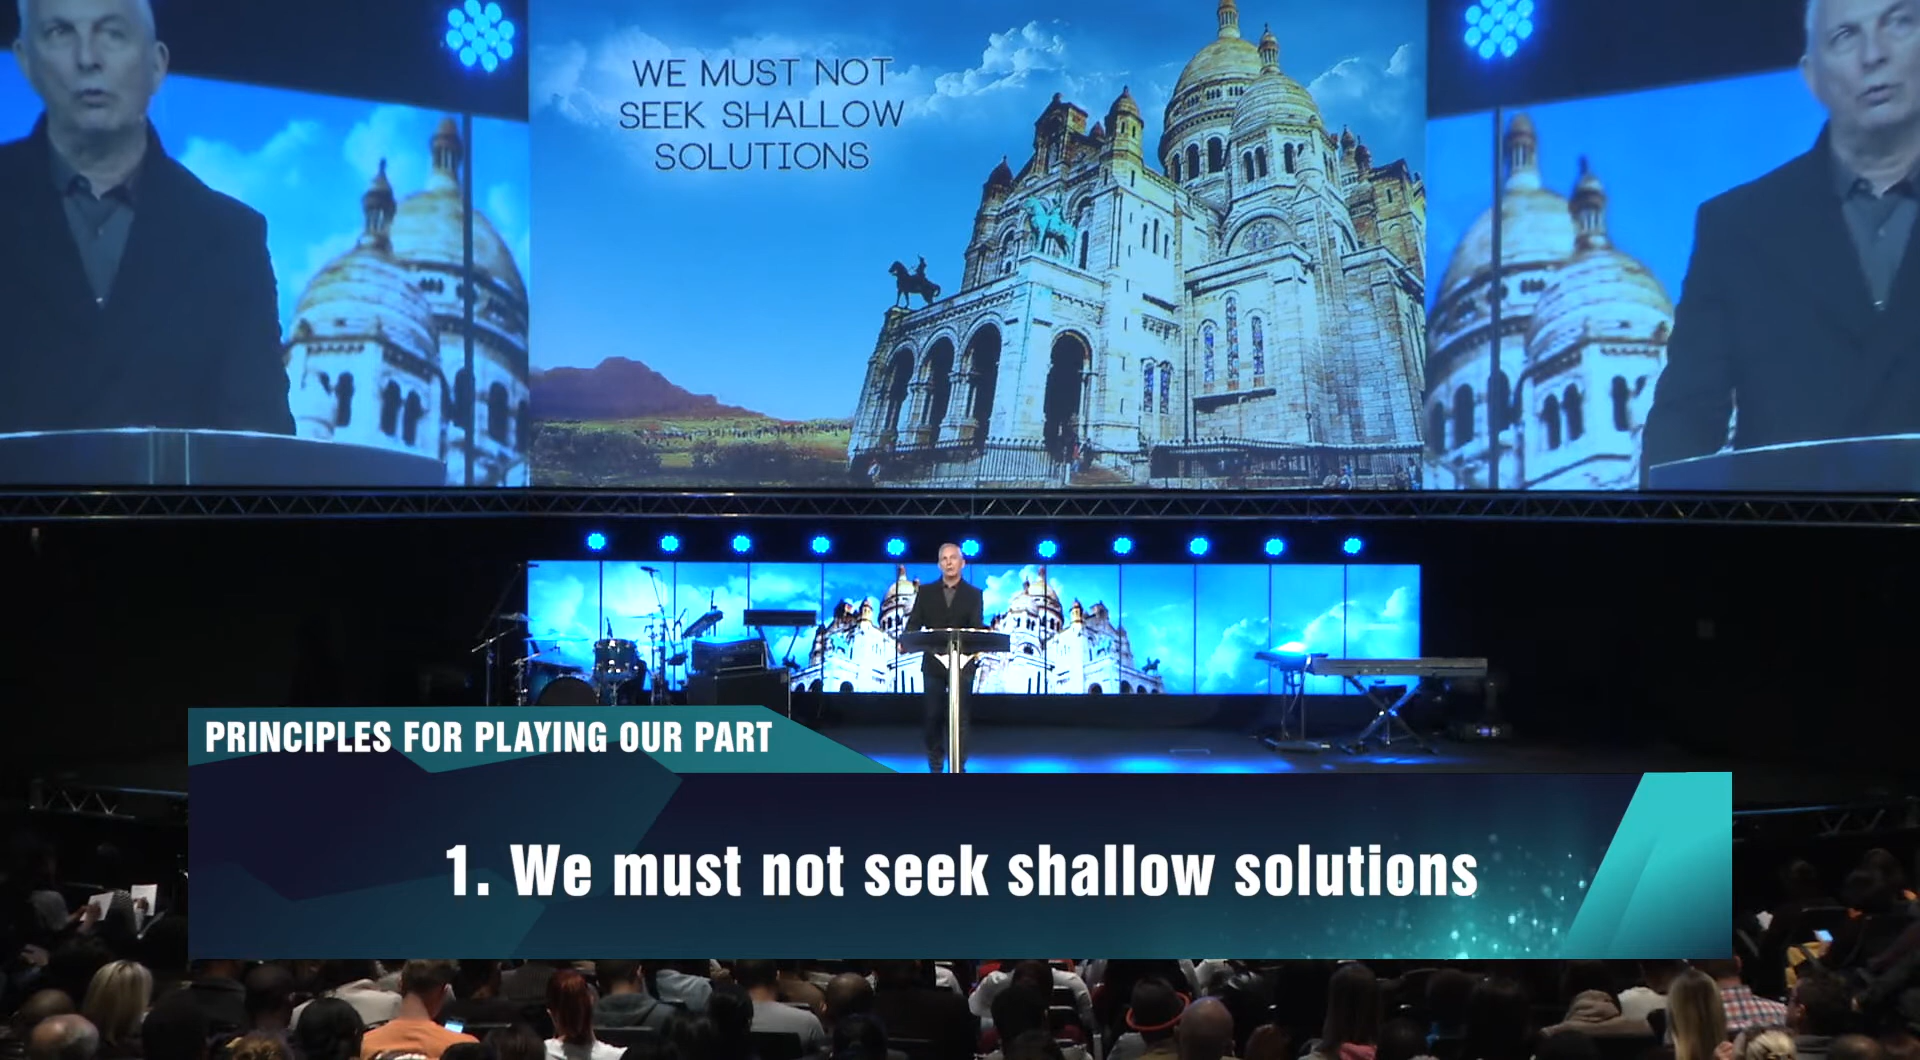 WE MUST NOT
SEEK SHALLOW
SOLUTIONS
PRINCIPLES FOR PLAYING OUR PART
1. We must not seek shallow solutions